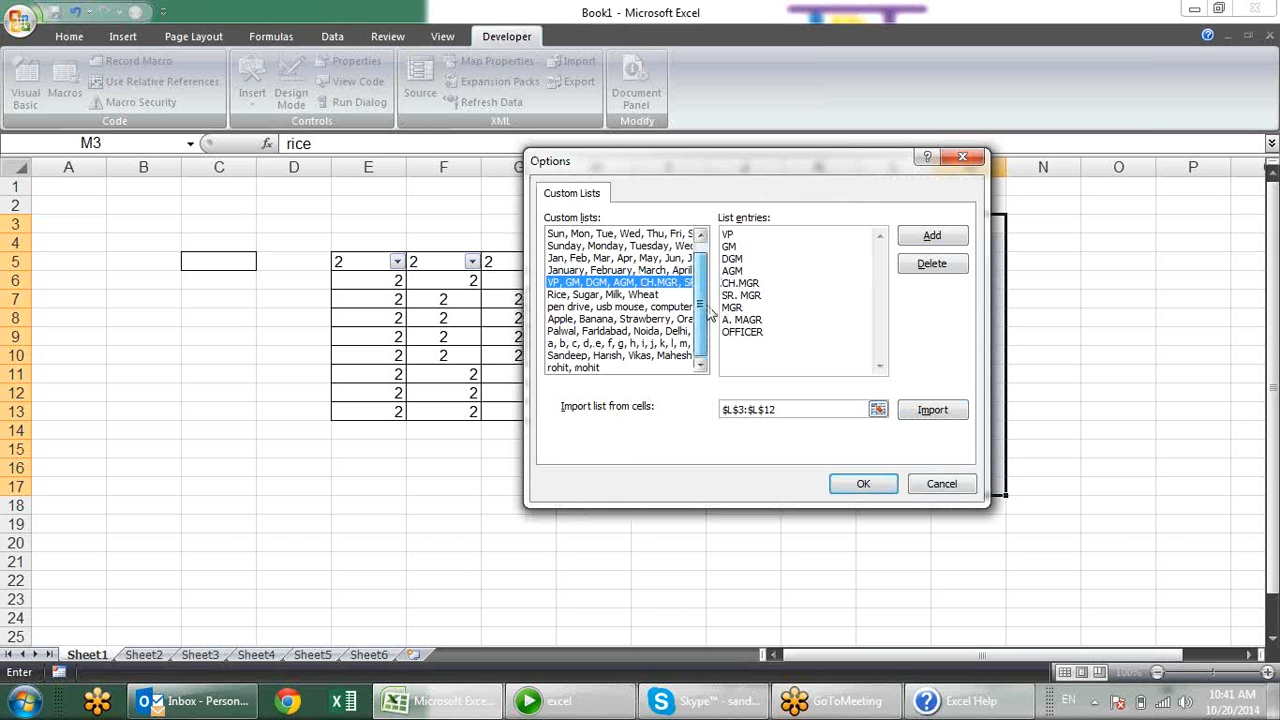 Book1 - Microsoft Excel
Home Insert Page Layout Formulas Data Review View Developer
Visual Basic
Macros
Record Macro
Use Relative References
Macro Security
Code
Insert
Design Mode
Properties
View Code
Run Dialog
Controls
Source
Map Properties
Expansion Packs
Refresh Data
Import
Export
XML
Document Panel
Modify
M3 fx rice
A B C D E F G N O P
1
2
3
4
5 2 2 2
6 2 2
7 2 2 2
8 2 2 2
9 2 2 2
10 2 2 2
11 2 2
12 2 2
13 2 2
14
15
16
17
18
19
20
21
22
23
24
25
Options
Custom Lists
Custom lists:
Sun, Mon, Tue, Wed, Thu, Fri, S
Sunday, Monday, Tuesday, Wed
Jan, Feb, Mar, Apr, May, Jun, J
January, February, March, April
VP, GM, DGM, AGM, CH.MGR, SR
Rice, Sugar, Milk, Wheat
pen drive, usb mouse, computer
Apple, Banana, Strawberry, Ora
Palwal, Faridabad, Noida, Delhi,
a, b, c, d, e, f, g, h, i, j, k, l, m,
Sandeep, Harish, Vikas, Mahesh
rohit, mohit
List entries:
VP
GM
DGM
AGM
CH.MGR
SR. MGR
MGR
A. MAGR
OFFICER
Add
Delete
Import list from cells: $L$3:$L$12 Import
OK Cancel
Sheet1 Sheet2 Sheet3 Sheet4 Sheet5 Sheet6
Enter 100%
Inbox - Person... Microsoft Exce... excel Skype™ - sand... GoToMeeting Excel Help EN 10:41 AM
10/20/2014